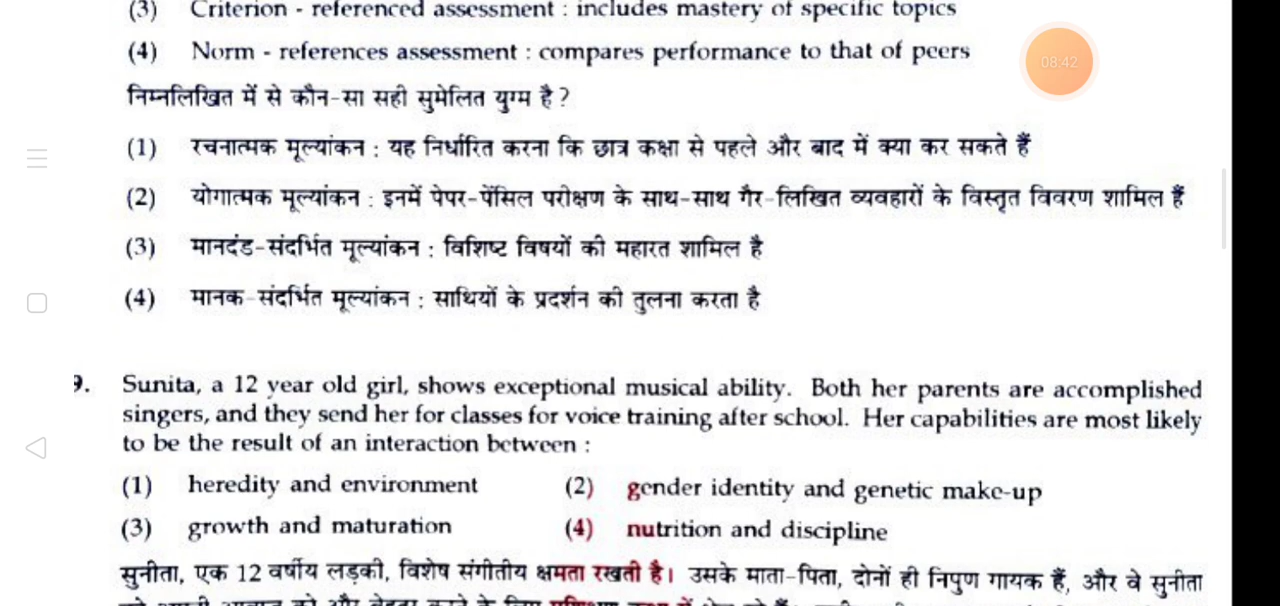 (3) Criterion - referenced assessment : includes mastery of specific topics
(4) Norm - references assessment : compares performance to that of peers
08:42
निम्नलिखित में से कौन-सा सही सुमेलित युग्म है ?
(1) रचनात्मक मूल्यांकन : यह निर्धारित करना कि छात्र कक्षा से पहले और बाद में क्या कर सकते हैं
(2) योगात्मक मूल्यांकन : इनमें पेपर-पेंसिल परीक्षण के साथ-साथ गैर-लिखित व्यवहारों के विस्तृत विवरण शामिल हैं
(3) मानदंड-संदर्भित मूल्यांकन : विशिष्ट विषयों की महारत शामिल है
(4) मानक-संदर्भित मूल्यांकन : साथियों के प्रदर्शन की तुलना करता है
9. Sunita, a 12 year old girl, shows exceptional musical ability. Both her parents are accomplished
singers, and they send her for classes for voice training after school. Her capabilities are most likely
to be the result of an interaction between :
(1) heredity and environment (2) gender identity and genetic make-up
(3) growth and maturation (4) nutrition and discipline
सुनीता, एक 12 वर्षीय लड़की, विशेष संगीतीय क्षमता रखती है। उसके माता-पिता, दोनों ही निपुण गायक हैं, और वे सुनीता